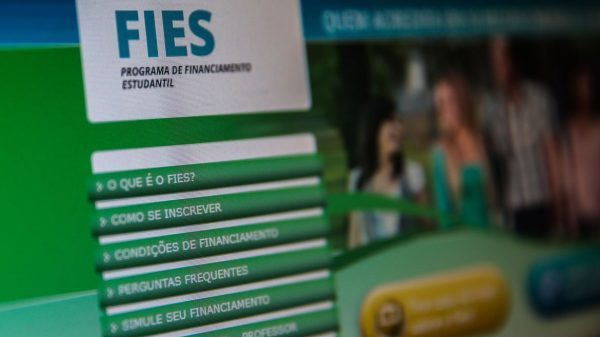 FIES
PROGRAMA DE FINANCIAMENTO
ESTUDANTIL
> O QUE É O FIES?
> COMO SE INSCREVER
> CONDIÇÕES DE FINANCIAMENTO
> PERGUNTAS FREQUENTES
> SIMULE SEU FINANCIAMENTO
PROFESSOR